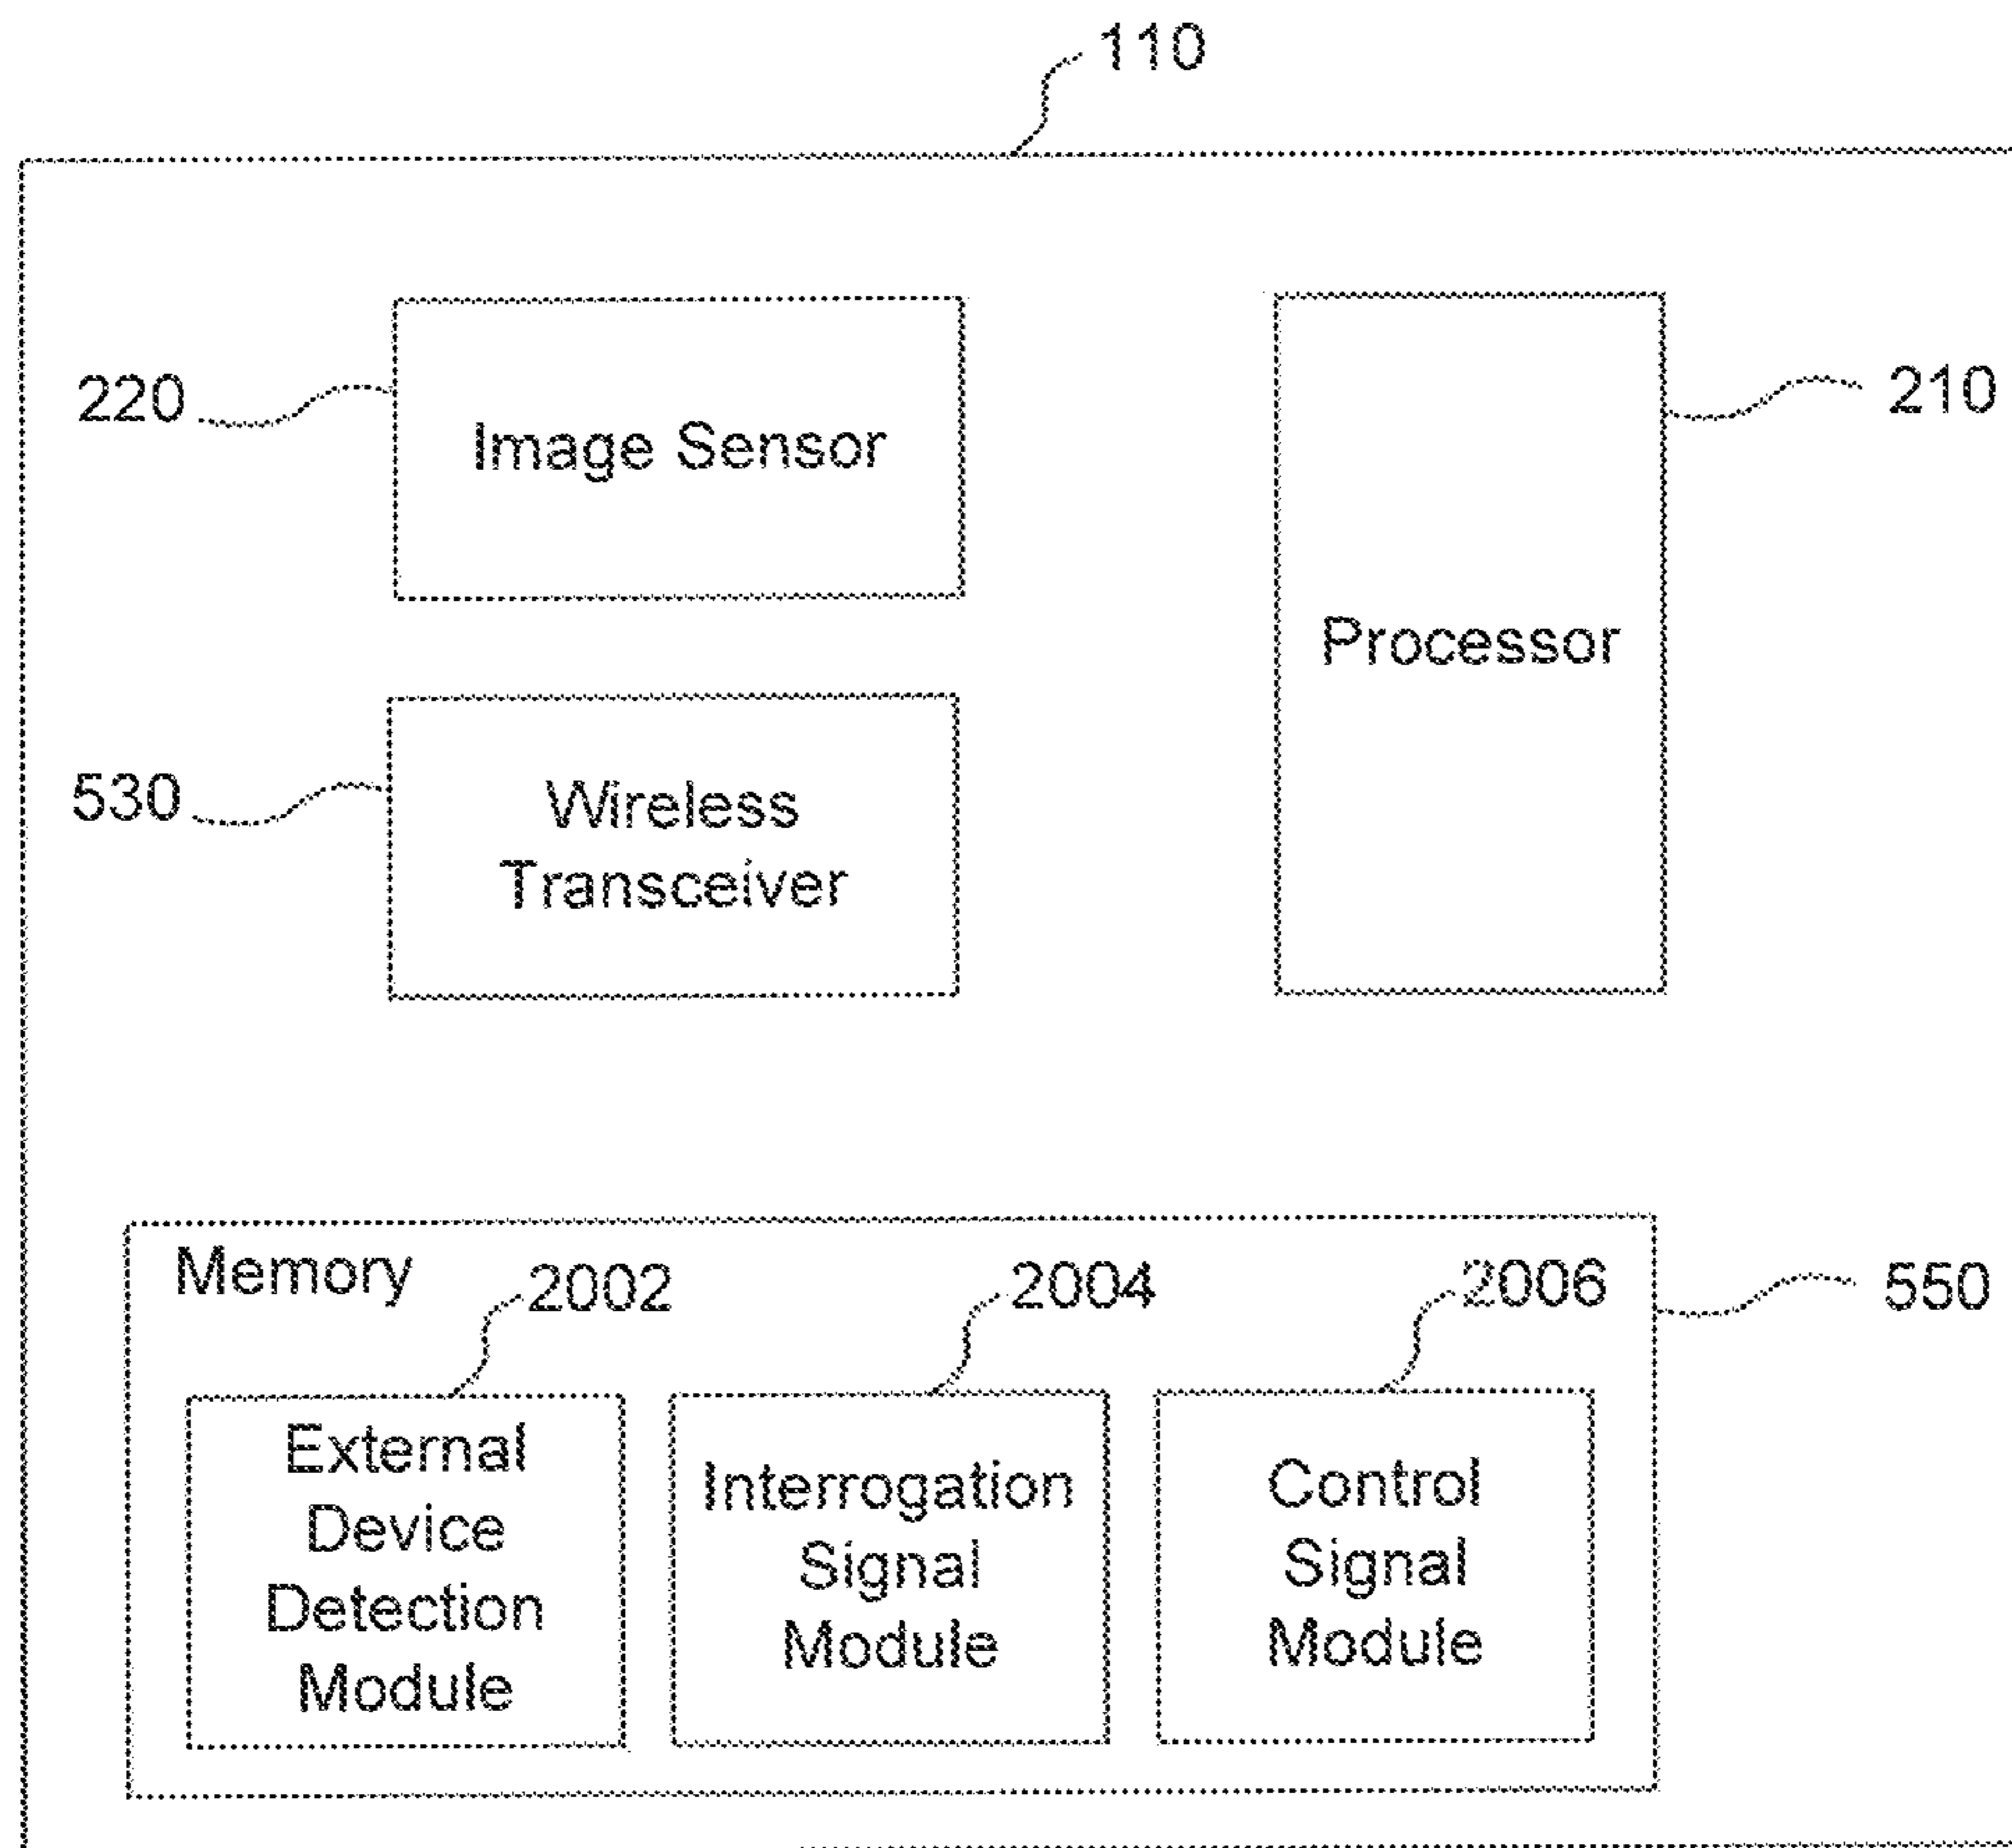 110
220
Image Sensor
210
Processor
530
Wireless
Transceiver
Memory
2002
2004
2006
550
External
Device
Detection
Module
Interrogation
Signal
Module
Control
Signal
Module